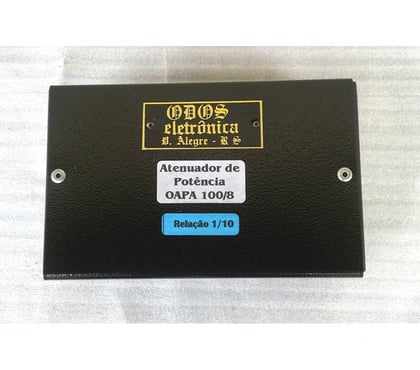 ODOS
eletrônica
P. Alegre - R S
Atenuador de
Potência
OAPA 100/8
Relação 1/10